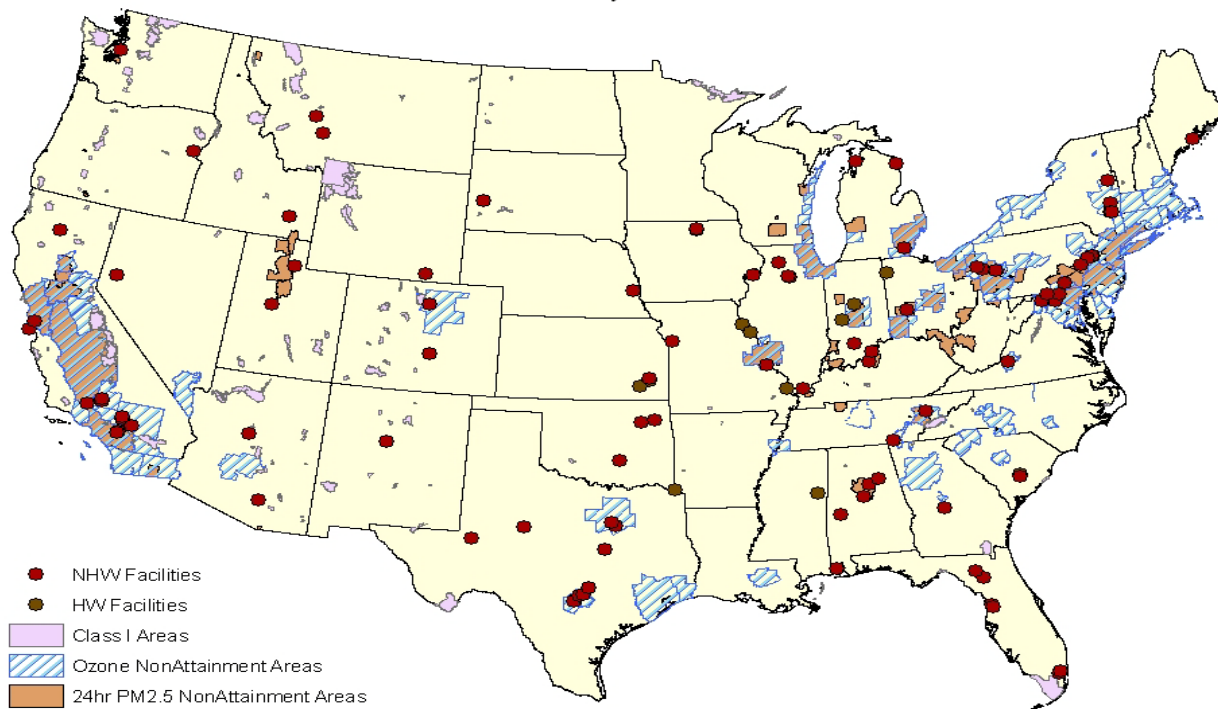 NHW Facilities
HW Facilities
Class I Areas
Ozone NonAttainment Areas
24hr PM2.5 NonAttainment Areas